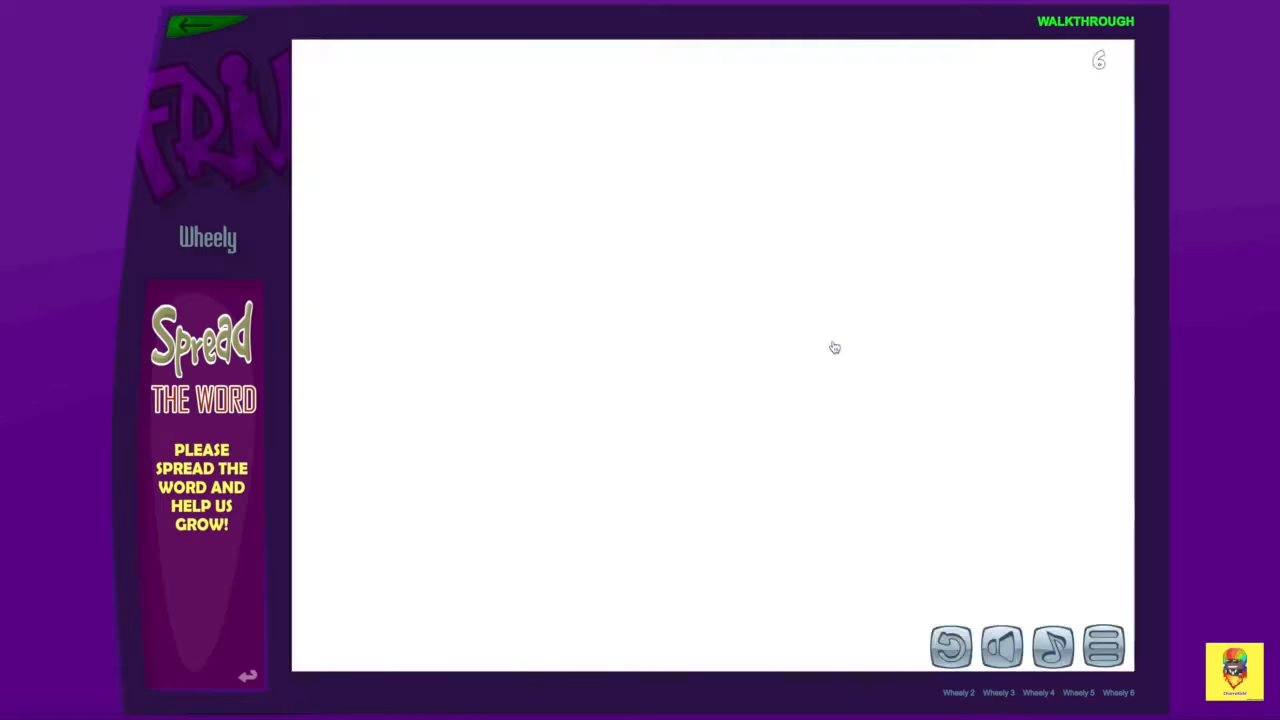 WALKTHROUGH
6
FRIV
Wheely
Spread
THE WORD
PLEASE
SPREAD THE
WORD AND
HELP US
GROW!
Wheely 2 Wheely 3 Wheely 4 Wheely 5 Wheely 6